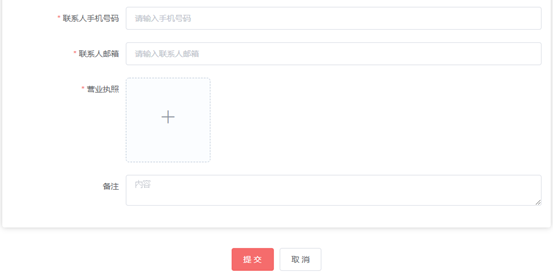 * 联系人手机号码 请输入手机号码
* 联系人邮箱 请输入联系人邮箱
* 营业执照
备注 内容
提交 取消